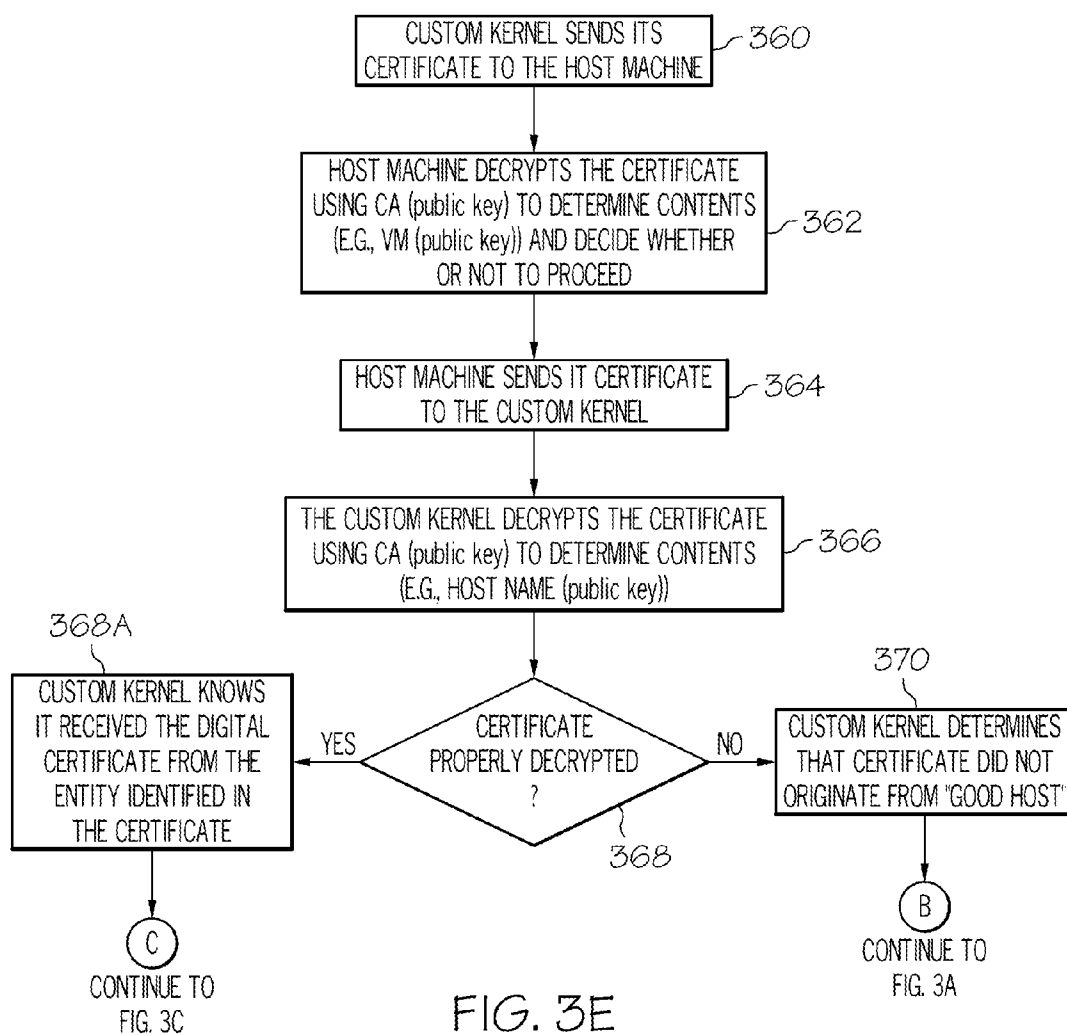 CUSTOM KERNEL SENDS ITS
CERTIFICATE TO THE HOST MACHINE
360
HOST MACHINE DECRYPTS THE CERTIFICATE
USING CA (public key) TO DETERMINE CONTENTS
(E.G., VM (public key)) AND DECIDE WHETHER
OR NOT TO PROCEED
362
HOST MACHINE SENDS IT CERTIFICATE
TO THE CUSTOM KERNEL
364
THE CUSTOM KERNEL DECRYPTS THE CERTIFICATE
USING CA (public key) TO DETERMINE CONTENTS
(E.G., HOST NAME (public key))
366
368A
CUSTOM KERNEL KNOWS
IT RECEIVED THE DIGITAL
CERTIFICATE FROM THE
ENTITY IDENTIFIED IN
THE CERTIFICATE
YES
CERTIFICATE
PROPERLY DECRYPTED
?
368
NO
370
CUSTOM KERNEL DETERMINES
THAT CERTIFICATE DID NOT
ORIGINATE FROM "GOOD HOST"
C
CONTINUE TO
FIG. 3C
B
CONTINUE TO
FIG. 3A
FIG. 3E